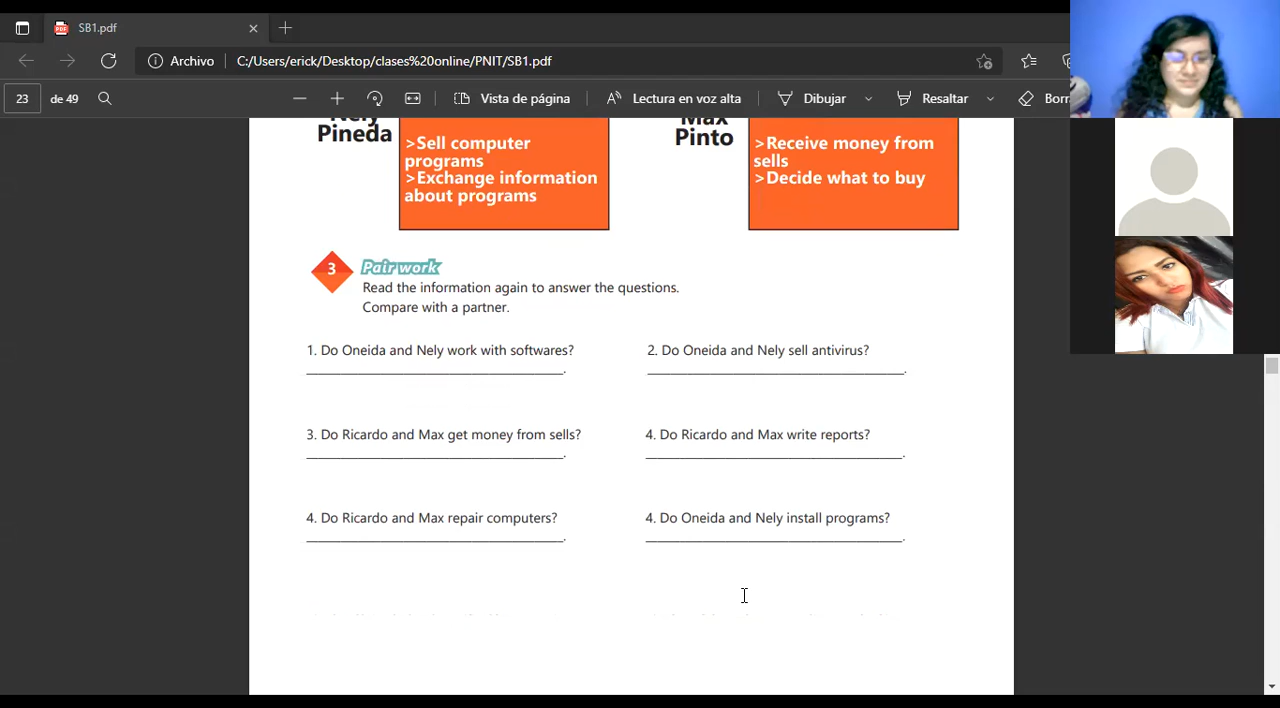 SB1.pdf
Archivo C:/Users/erick/Desktop/clases%20online/PNIT/SB1.pdf
23 de 49 Vista de página Lectura en voz alta Dibujar Resaltar
Nely
Pineda
>Sell computer
programs
>Exchange information
about programs
Max
Pinto
>Receive money from
sells
>Decide what to buy
3 Pair work
Read the information again to answer the questions.
Compare with a partner.
1. Do Oneida and Nely work with softwares?
2. Do Oneida and Nely sell antivirus?
3. Do Ricardo and Max get money from sells?
4. Do Ricardo and Max write reports?
4. Do Ricardo and Max repair computers?
4. Do Oneida and Nely install programs?